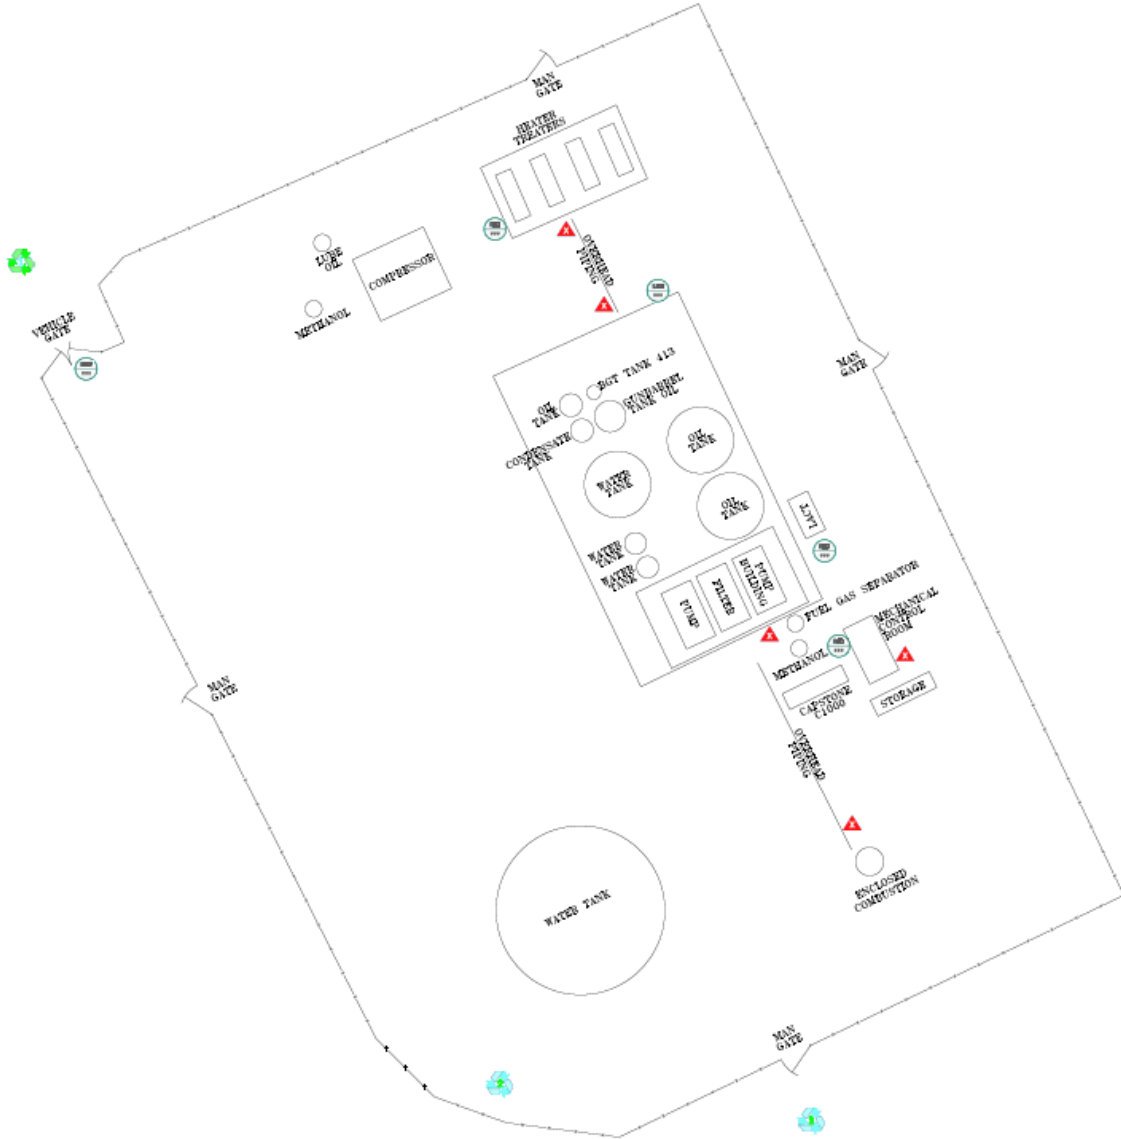 MAN
GATE
HEATER
TREATERS
LUBE
OIL
COMPRESSOR
OVERHEAD
PIPING
METHANOL
VEHICLE
GATE
MAN
GATE
BGT TANK 413
OIL
TANK
GUNBARREL
TANK OIL
CONDENSATE
TANK
OIL
TANK
WATER
TANK
OIL
TANK
LACT
WATER
TANK
WATER
TANK
PUMP
FILTER
PUMP
BUILDING
FUEL GAS SEPARATOR
MECHANICAL
CONTROL
ROOM
METHANOL
MAN
GATE
CAPSTONE
C1000
STORAGE
OVERHEAD
PIPING
ENCLOSED
COMBUSTION
WATER TANK
MAN
GATE